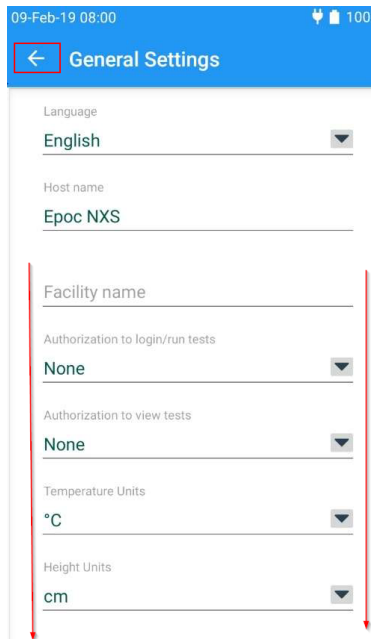 09-Feb-19 08:00 100
General Settings
Language
English
Host name
Epoc NXS
Facility name
Authorization to login/run tests
None
Authorization to view tests
None
Temperature Units
°C
Height Units
cm